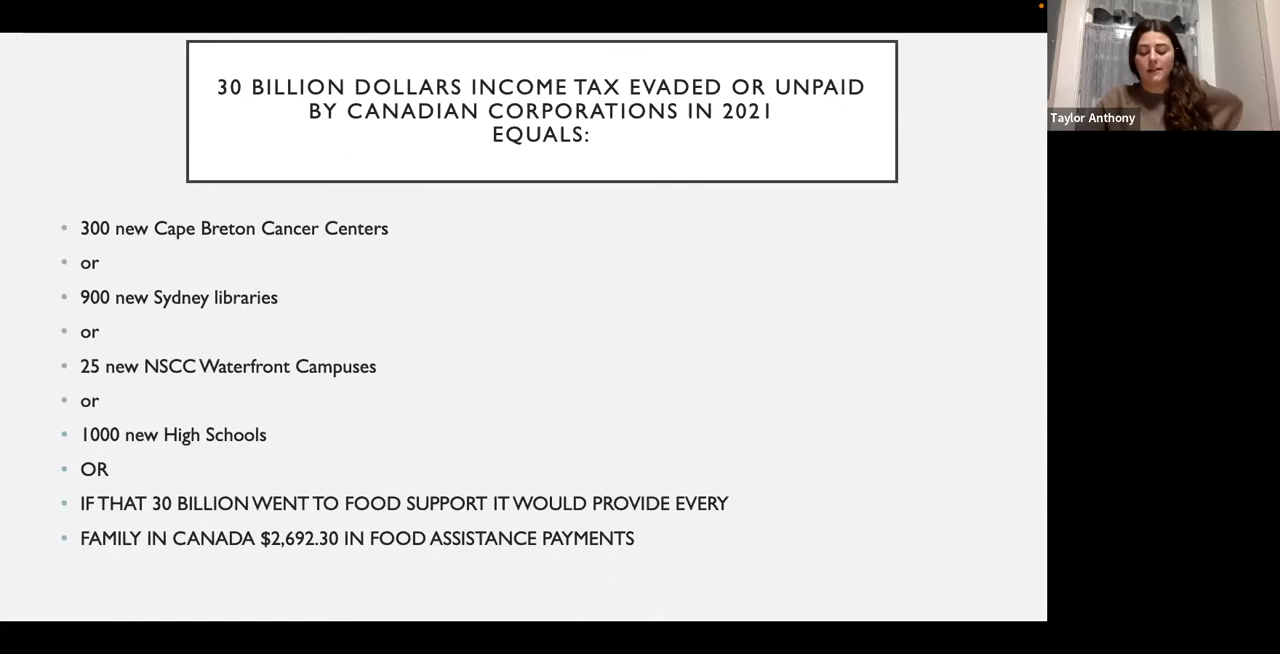 30 BILLION DOLLARS INCOME TAX EVADED OR UNPAID
BY CANADIAN CORPORATIONS IN 2021
EQUALS:
Taylor Anthony
• 300 new Cape Breton Cancer Centers
• or
• 900 new Sydney libraries
• or
• 25 new NSCC Waterfront Campuses
• or
• 1000 new High Schools
• OR
• IF THAT 30 BILLION WENT TO FOOD SUPPORT IT WOULD PROVIDE EVERY
• FAMILY IN CANADA $2,692.30 IN FOOD ASSISTANCE PAYMENTS